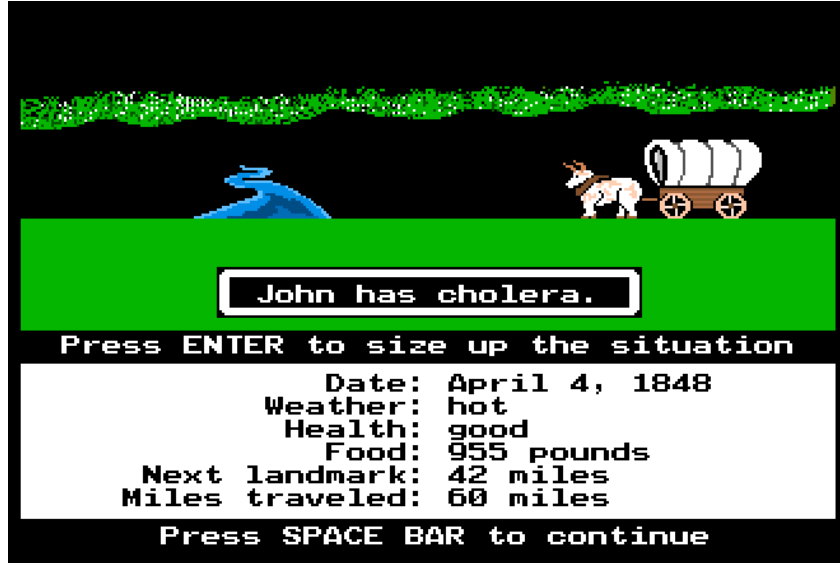 John has cholera.
Press ENTER to size up the situation
Date: April 4, 1848
Weather: hot
Health: good
Food: 955 pounds
Next landmark: 42 miles
Miles traveled: 60 miles
Press SPACE BAR to continue